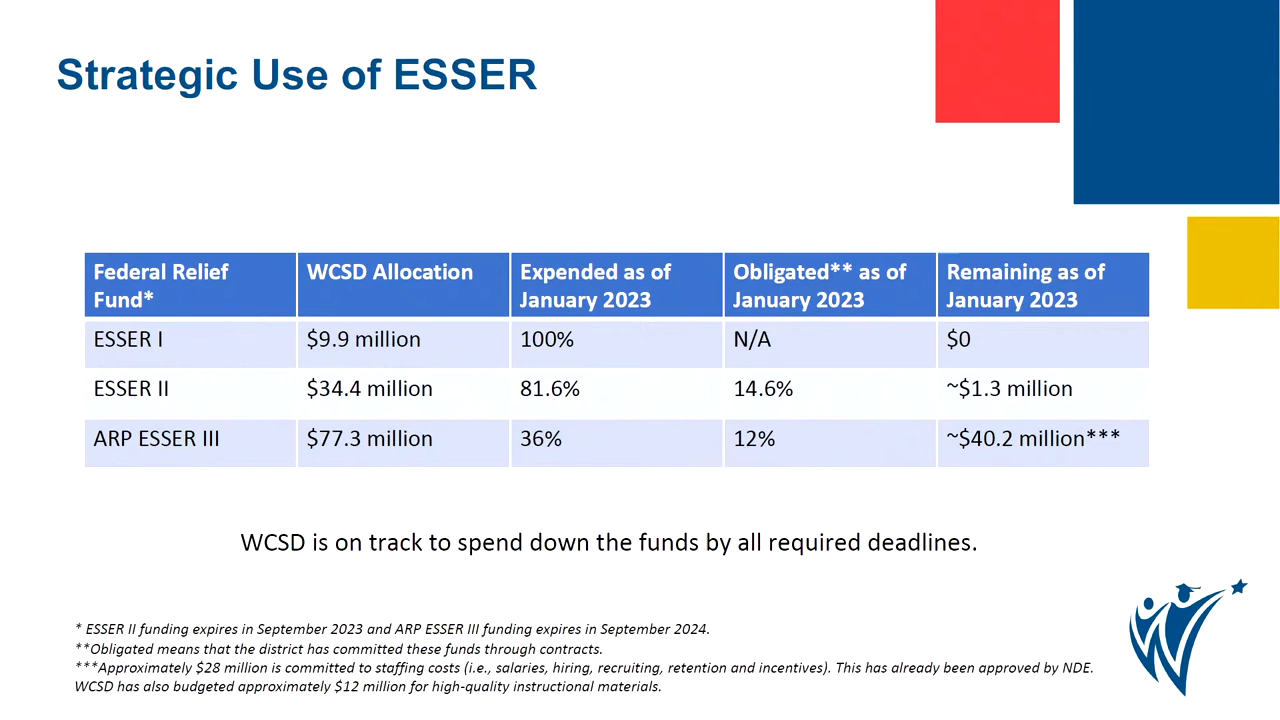 Strategic Use of ESSER
Federal Relief Fund* WCSD Allocation Expended as of January 2023 Obligated** as of January 2023 Remaining as of January 2023
ESSER I $9.9 million 100% N/A $0
ESSER II $34.4 million 81.6% 14.6% ~$1.3 million
ARP ESSER III $77.3 million 36% 12% ~$40.2 million***
WCSD is on track to spend down the funds by all required deadlines.
* ESSER II funding expires in September 2023 and ARP ESSER III funding expires in September 2024.
**Obligated means that the district has committed these funds through contracts.
***Approximately $28 million is committed to staffing costs (i.e., salaries, hiring, recruiting, retention and incentives). This has already been approved by NDE.
WCSD has also budgeted approximately $12 million for high-quality instructional materials.